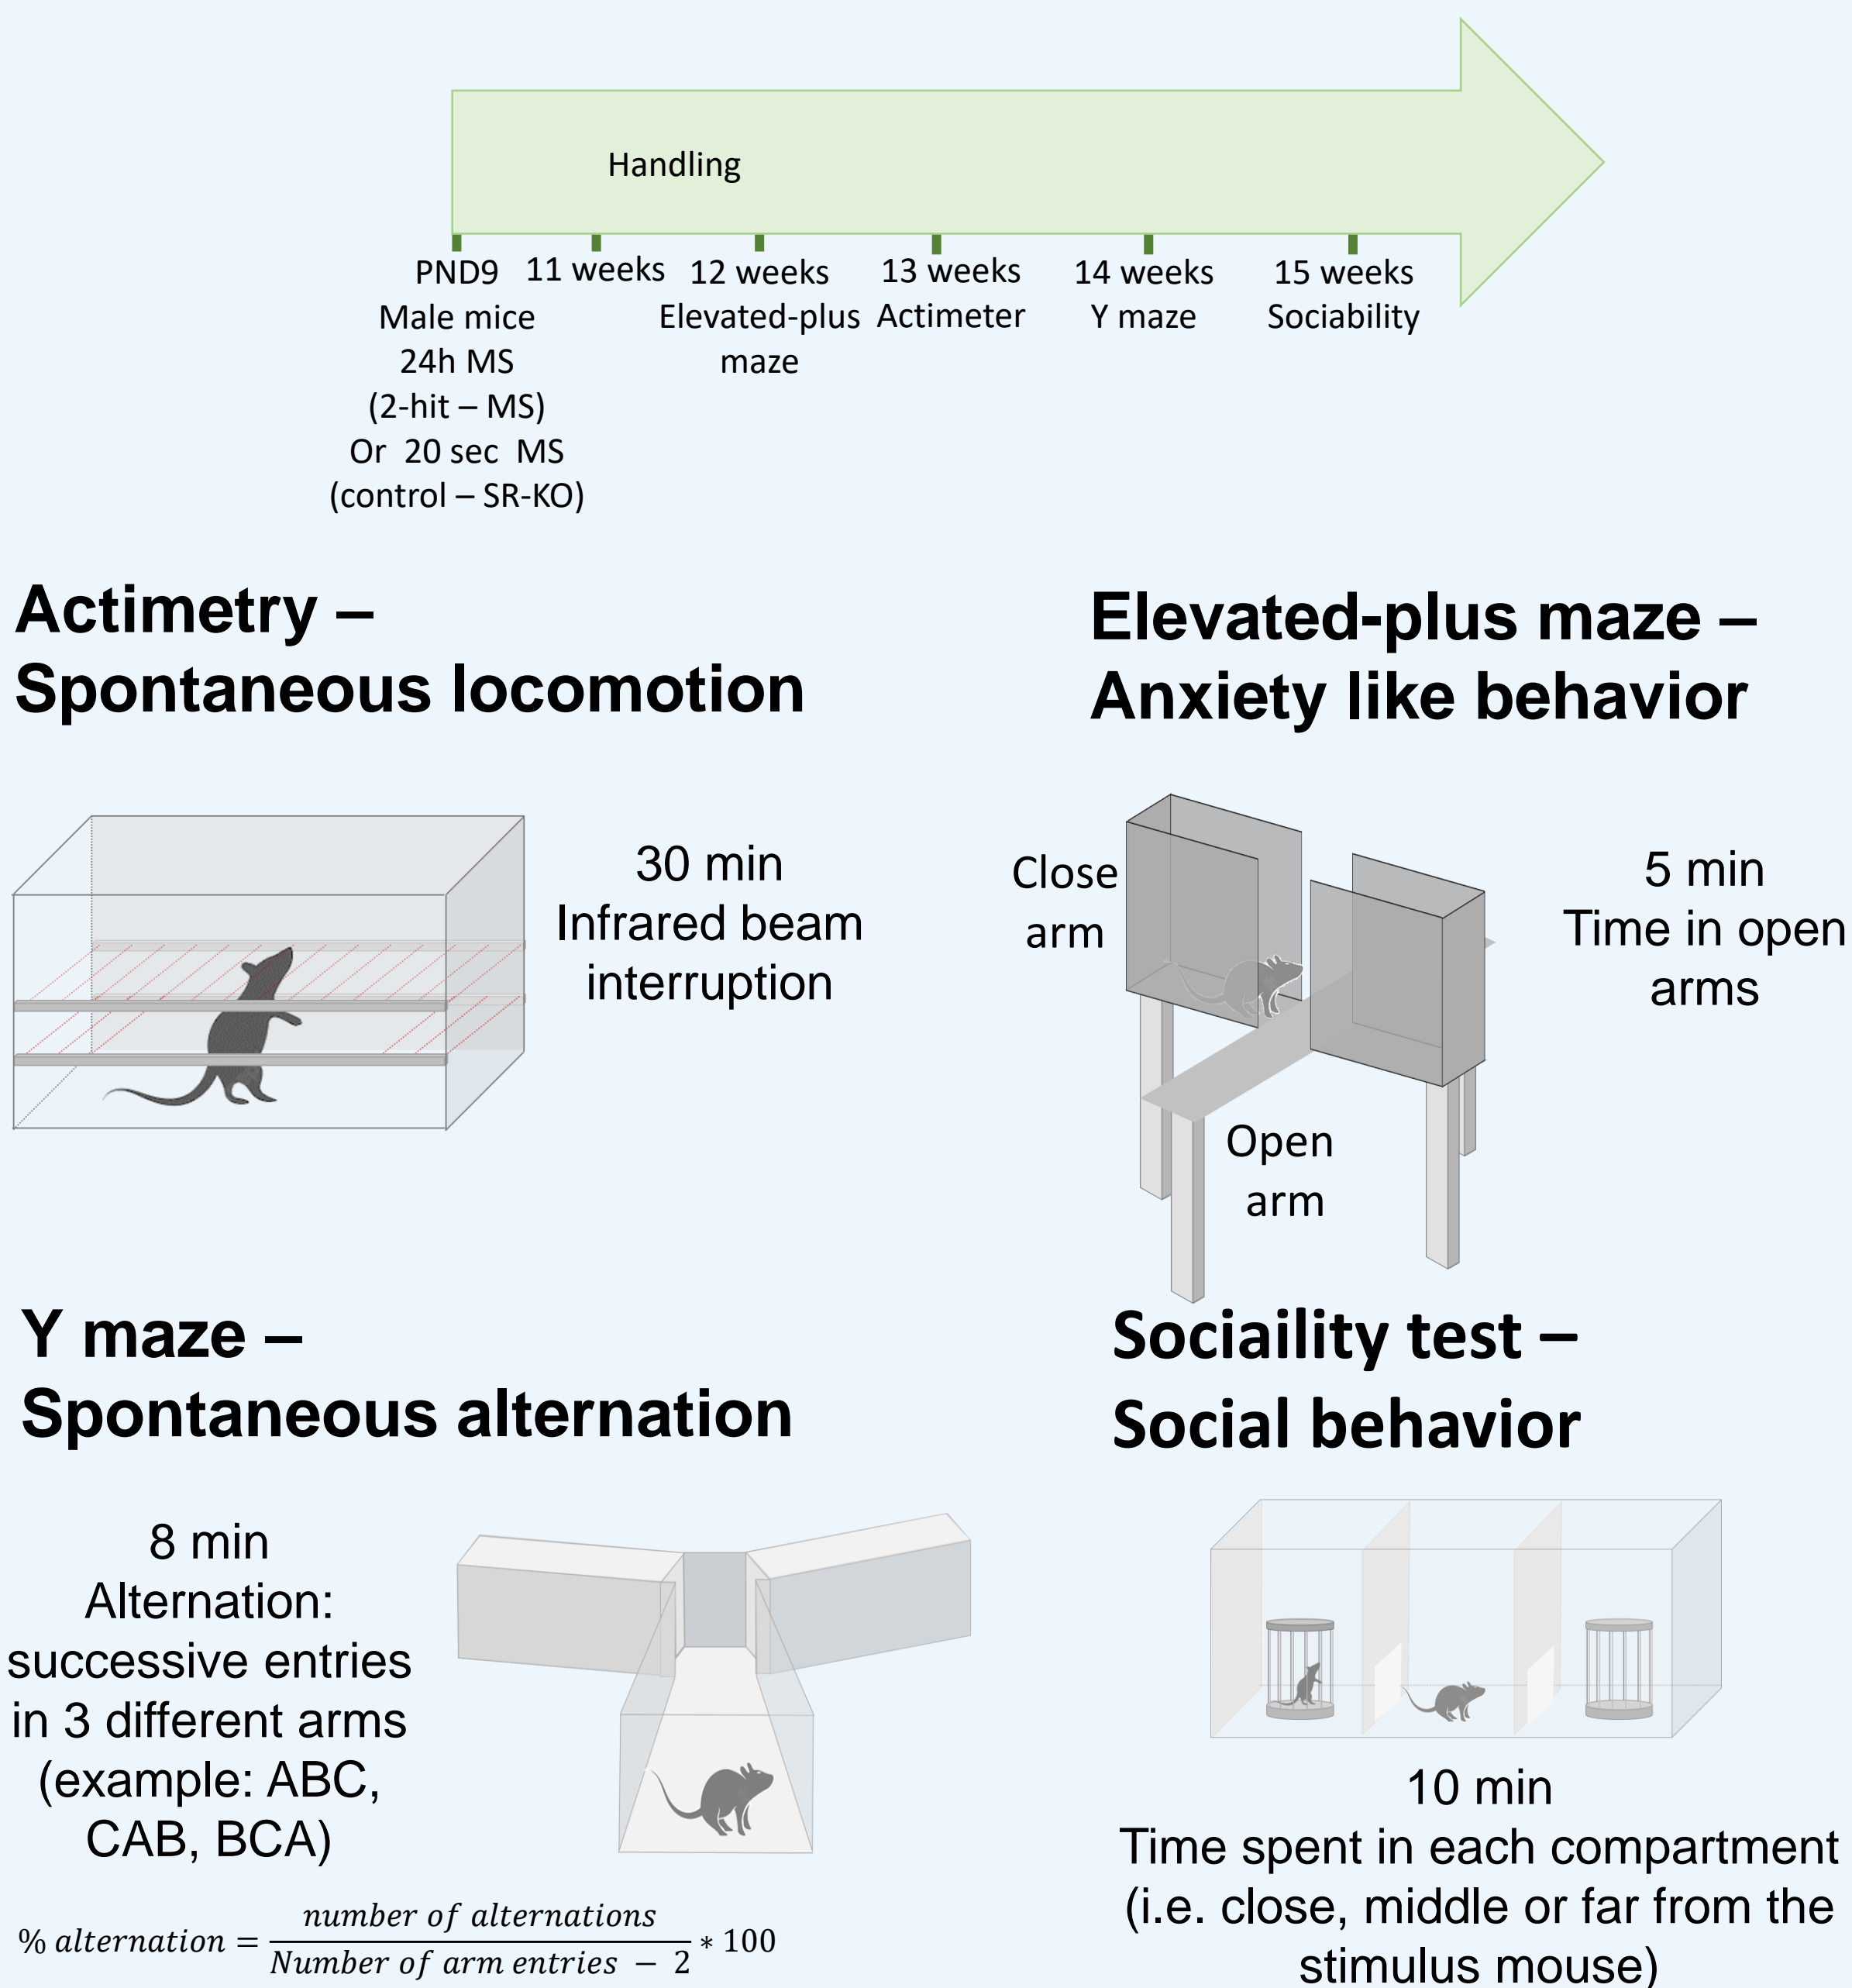 Handling
PND9
Male mice
24h MS
(2-hit – MS)
Or 20 sec MS
(control – SR-KO)
11 weeks
12 weeks
Elevated-plus
maze
13 weeks
Actimeter
14 weeks
Y maze
15 weeks
Sociability
Actimetry –
Spontaneous locomotion
30 min
Infrared beam
interruption
Elevated-plus maze –
Anxiety like behavior
Close
arm
Open
arm
5 min
Time in open
arms
Y maze –
Spontaneous alternation
8 min
Alternation:
successive entries
in 3 different arms
(example: ABC,
CAB, BCA)
% alternation = number of alternations / Number of arm entries − 2 * 100
Sociaility test –
Social behavior
10 min
Time spent in each compartment
(i.e. close, middle or far from the
stimulus mouse)